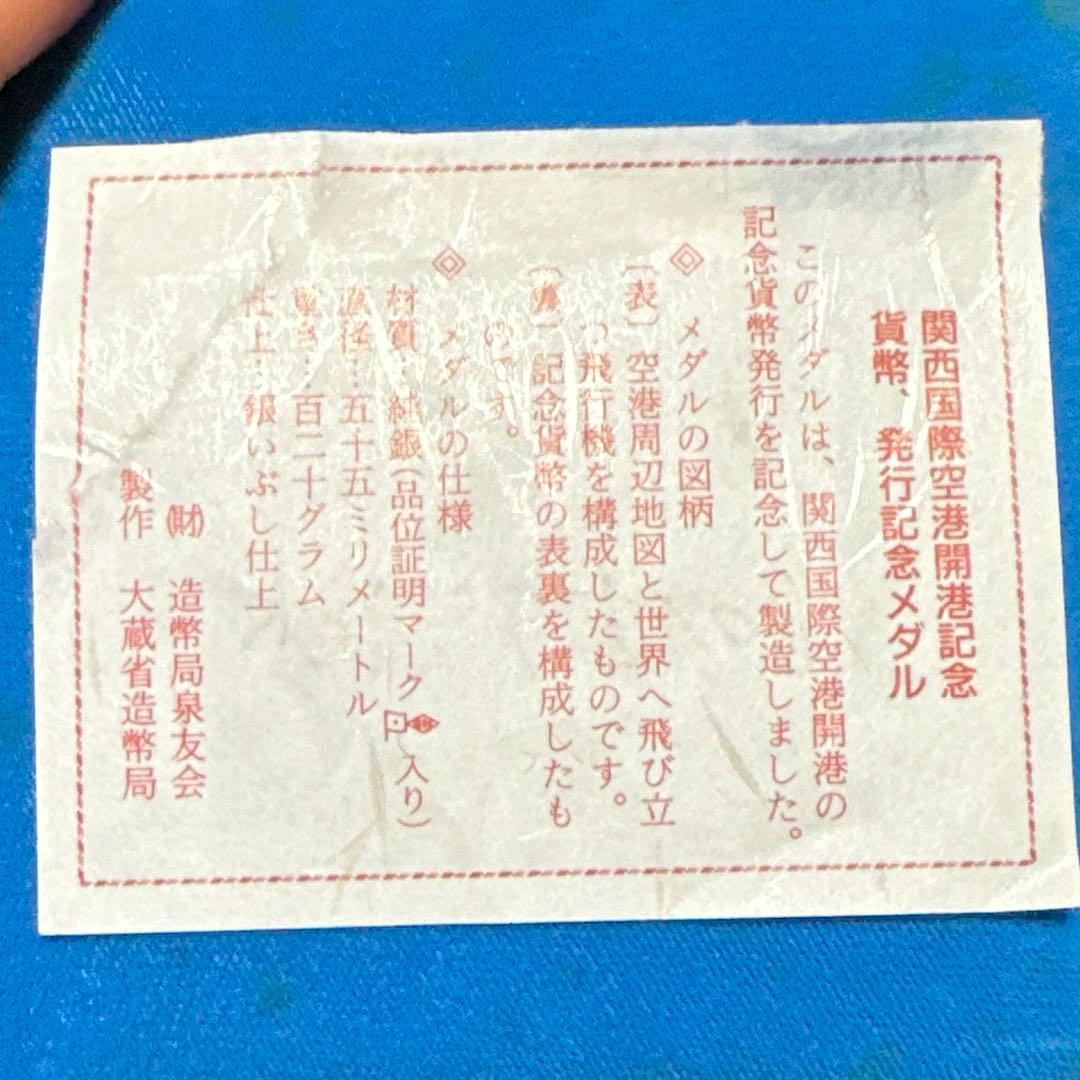 関西国際空港開港記念
貨幣、発行記念メダル
このメダルは、関西国際空港開港の
記念貨幣発行を記念して製造しました。
◇ メダルの図柄
〔表〕 空港周辺地図と世界へ飛び立
つ飛行機を構成したものです。
〔裏〕 記念貨幣の表裏を構成したも
のです。
◇ メダルの仕様
材質…純銀(品位証明マーク入り)
直径…五十五ミリメートル
重さ…百二十グラム
仕上…銀いぶし仕上
㈶ 造幣局泉友会
製作 大蔵省造幣局